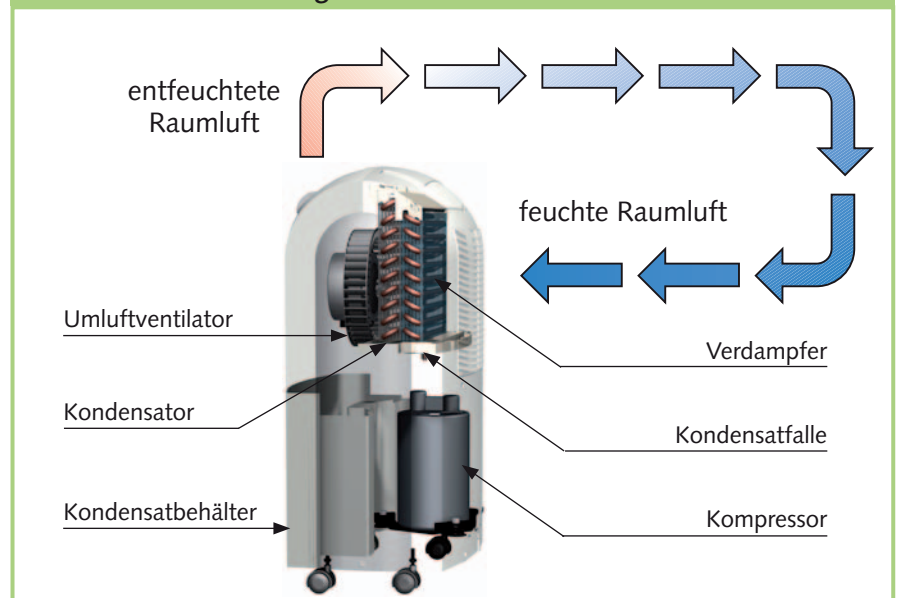 entfeuchtete
Raumluft
feuchte Raumluft
Umluftventilator
Verdampfer
Kondensator
Kondensatfalle
Kondensatbehälter
Kompressor